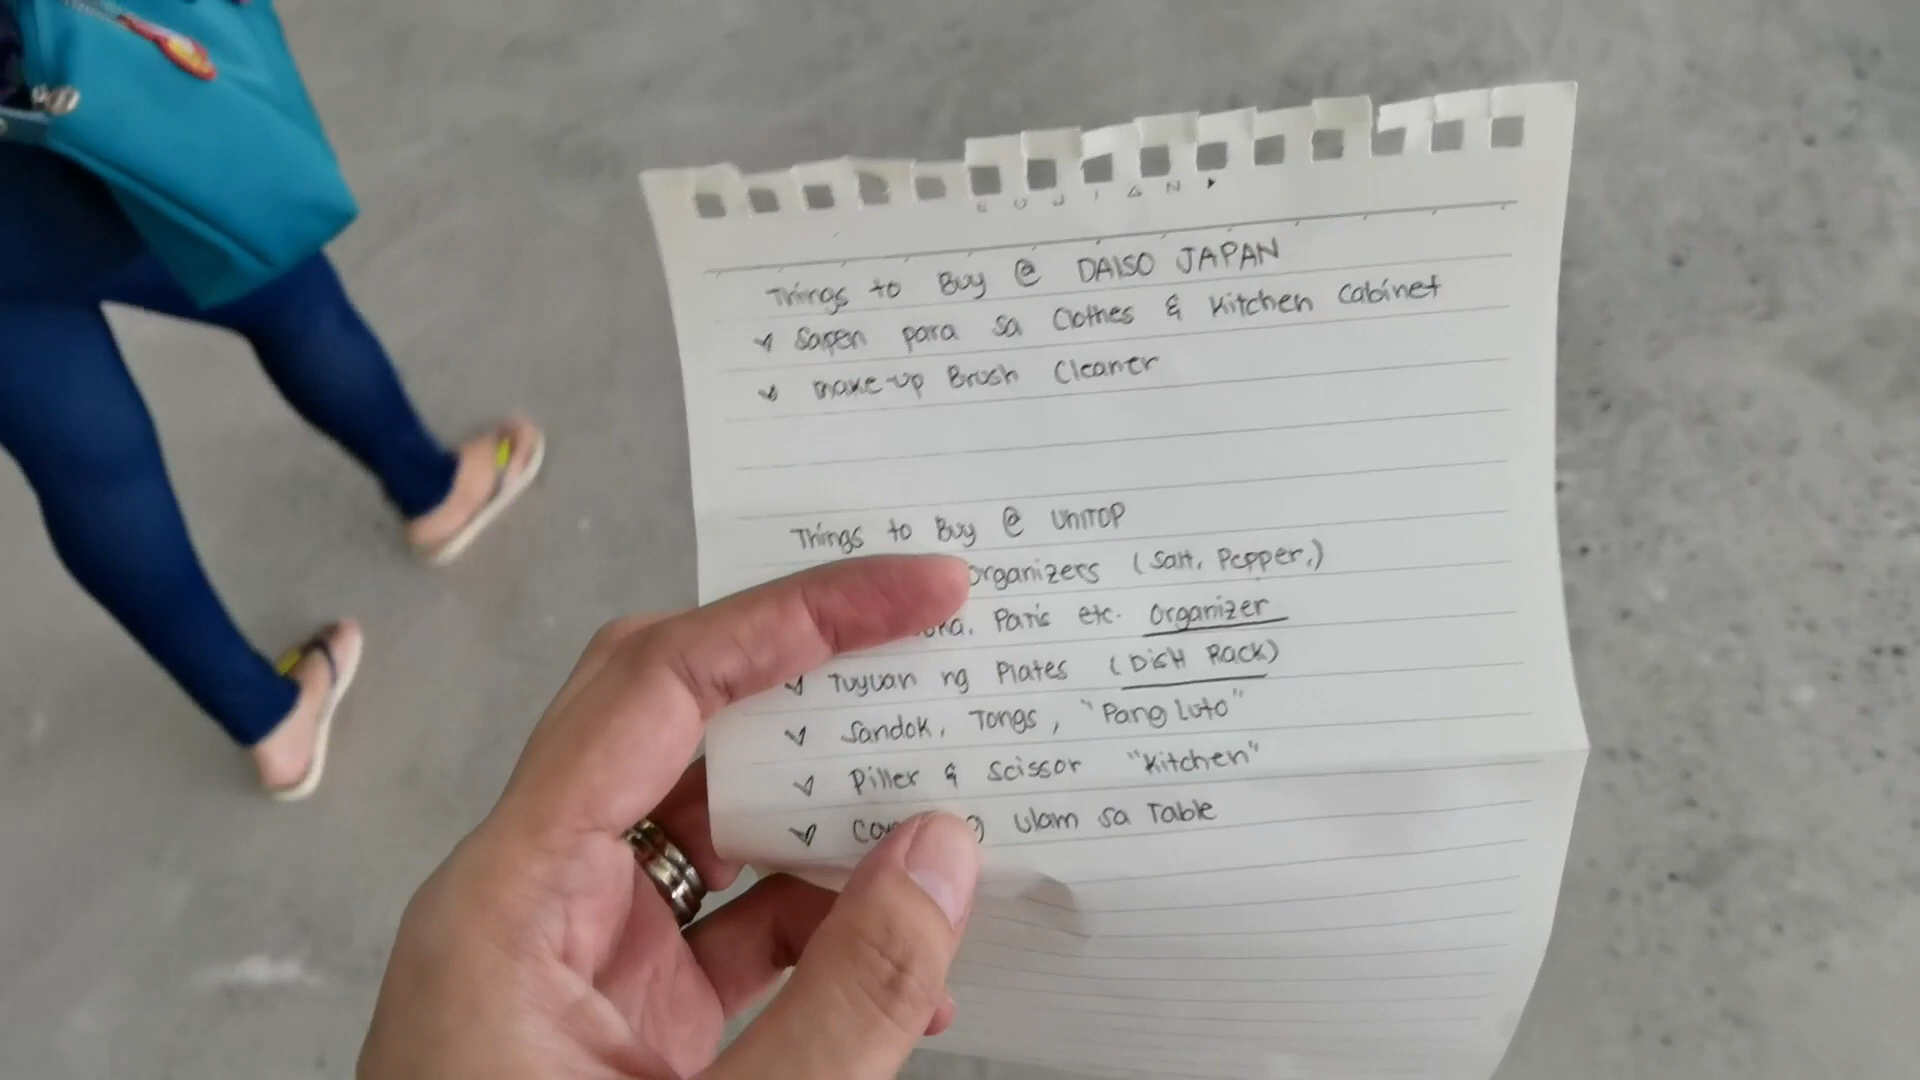 Things to Buy @ DAISO JAPAN
Sapen para sa Clothes & Kitchen cabinet
make-up Brush Cleaner
Things to Buy @ UNITOP
organizers (Salt, Pepper,)
Patis etc. organizer
Tuyuan ng Plates (DISH RACK)
Sandok, Tongs, "Pang Luto"
Piller & Scissor "Kitchen"
Ulam sa Table